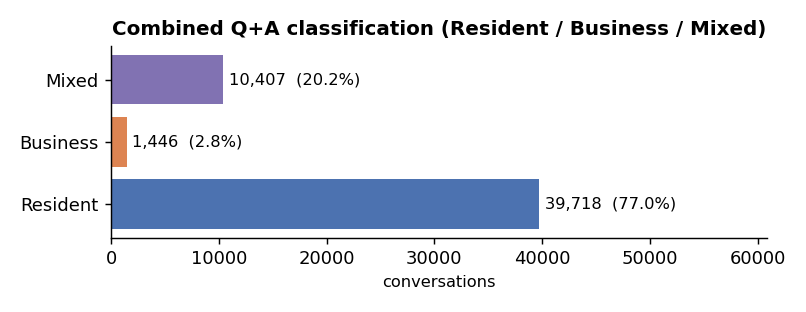 Combined Q+A classification (Resident / Business / Mixed)
Mixed
10,407 (20.2%)
Business
1,446 (2.8%)
Resident
39,718 (77.0%)
0 10000 20000 30000 40000 50000 60000
conversations